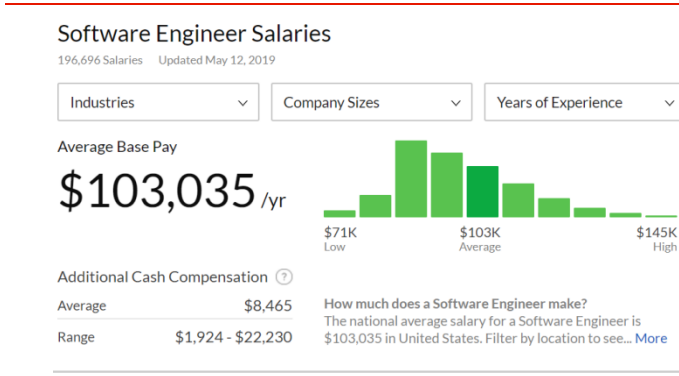 Software Engineer Salaries
196,696 Salaries Updated May 12, 2019
Industries
Company Sizes
Years of Experience
Average Base Pay
$103,035 /yr
$71K
Low
$103K
Average
$145K
High
Additional Cash Compensation ?
Average $8,465
Range $1,924 - $22,230
How much does a Software Engineer make?
The national average salary for a Software Engineer is
$103,035 in United States. Filter by location to see... More